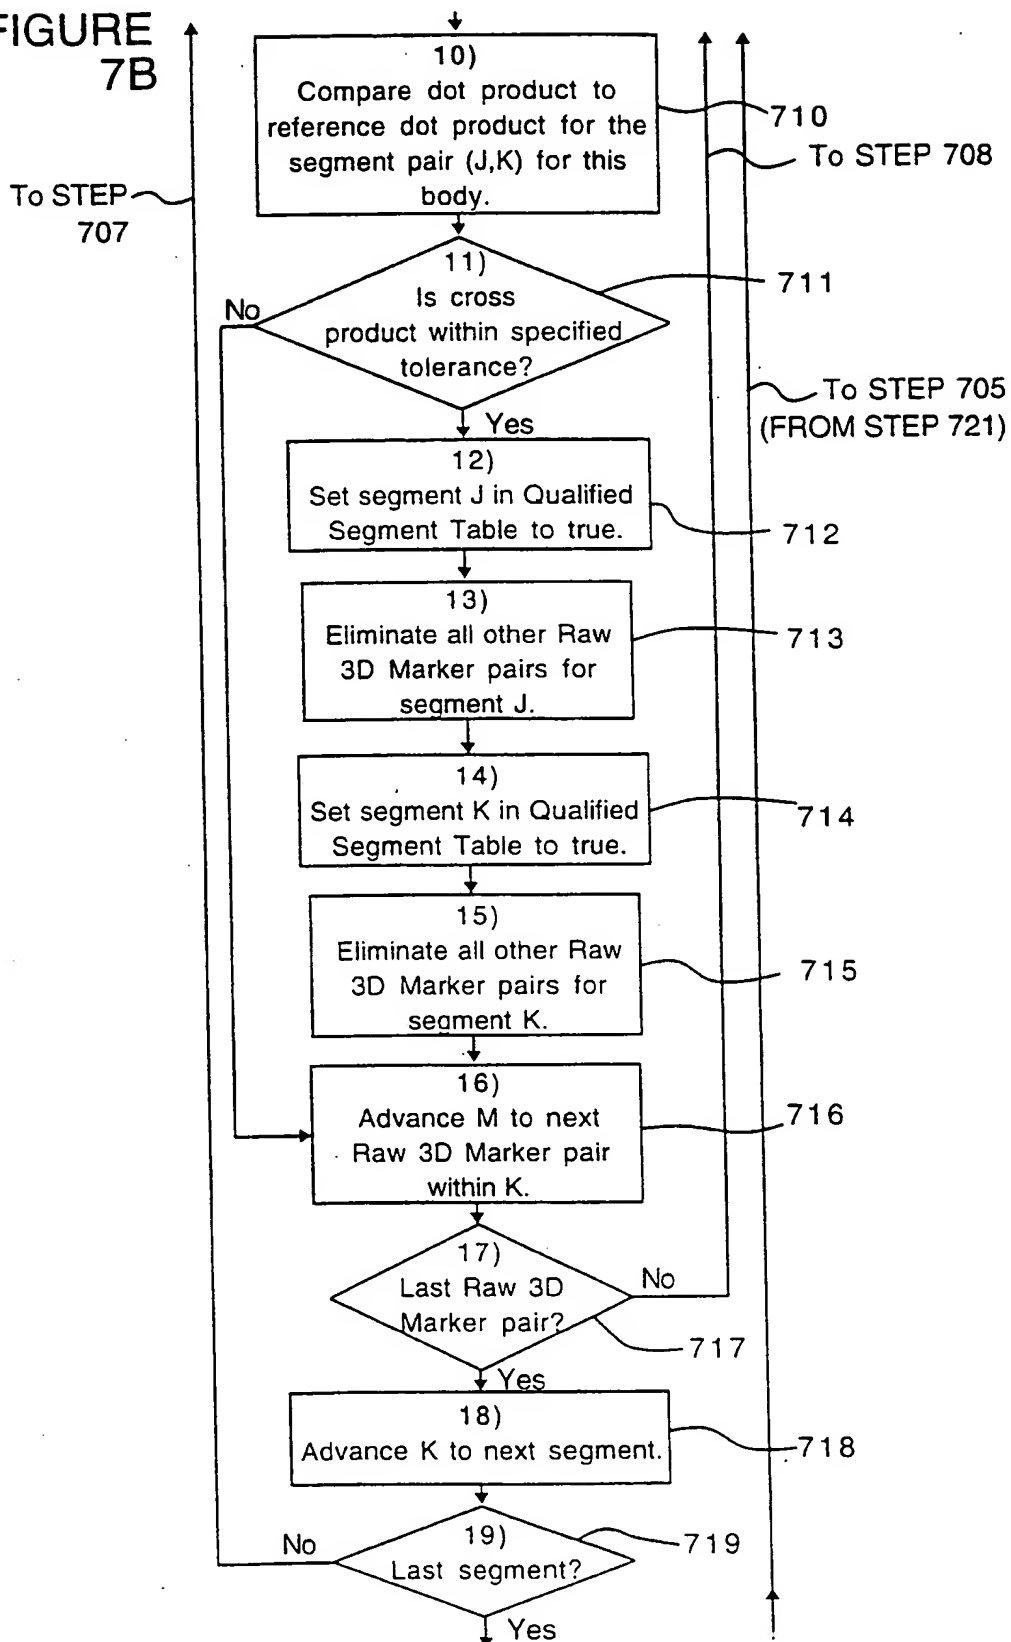 FIGURE
7B
10)
Compare dot product to
reference dot product for the
segment pair (J,K) for this
body.
710
To STEP 708
To STEP
707
11)
Is cross
product within specified
tolerance?
711
No
Yes
To STEP 705
(FROM STEP 721)
12)
Set segment J in Qualified
Segment Table to true.
712
13)
Eliminate all other Raw
3D Marker pairs for
segment J.
713
14)
Set segment K in Qualified
Segment Table to true.
714
15)
Eliminate all other Raw
3D Marker pairs for
segment K.
715
16)
Advance M to next
Raw 3D Marker pair
within K.
716
17)
Last Raw 3D
Marker pair?
No
717
Yes
18)
Advance K to next segment.
718
19)
Last segment?
No
719
Yes